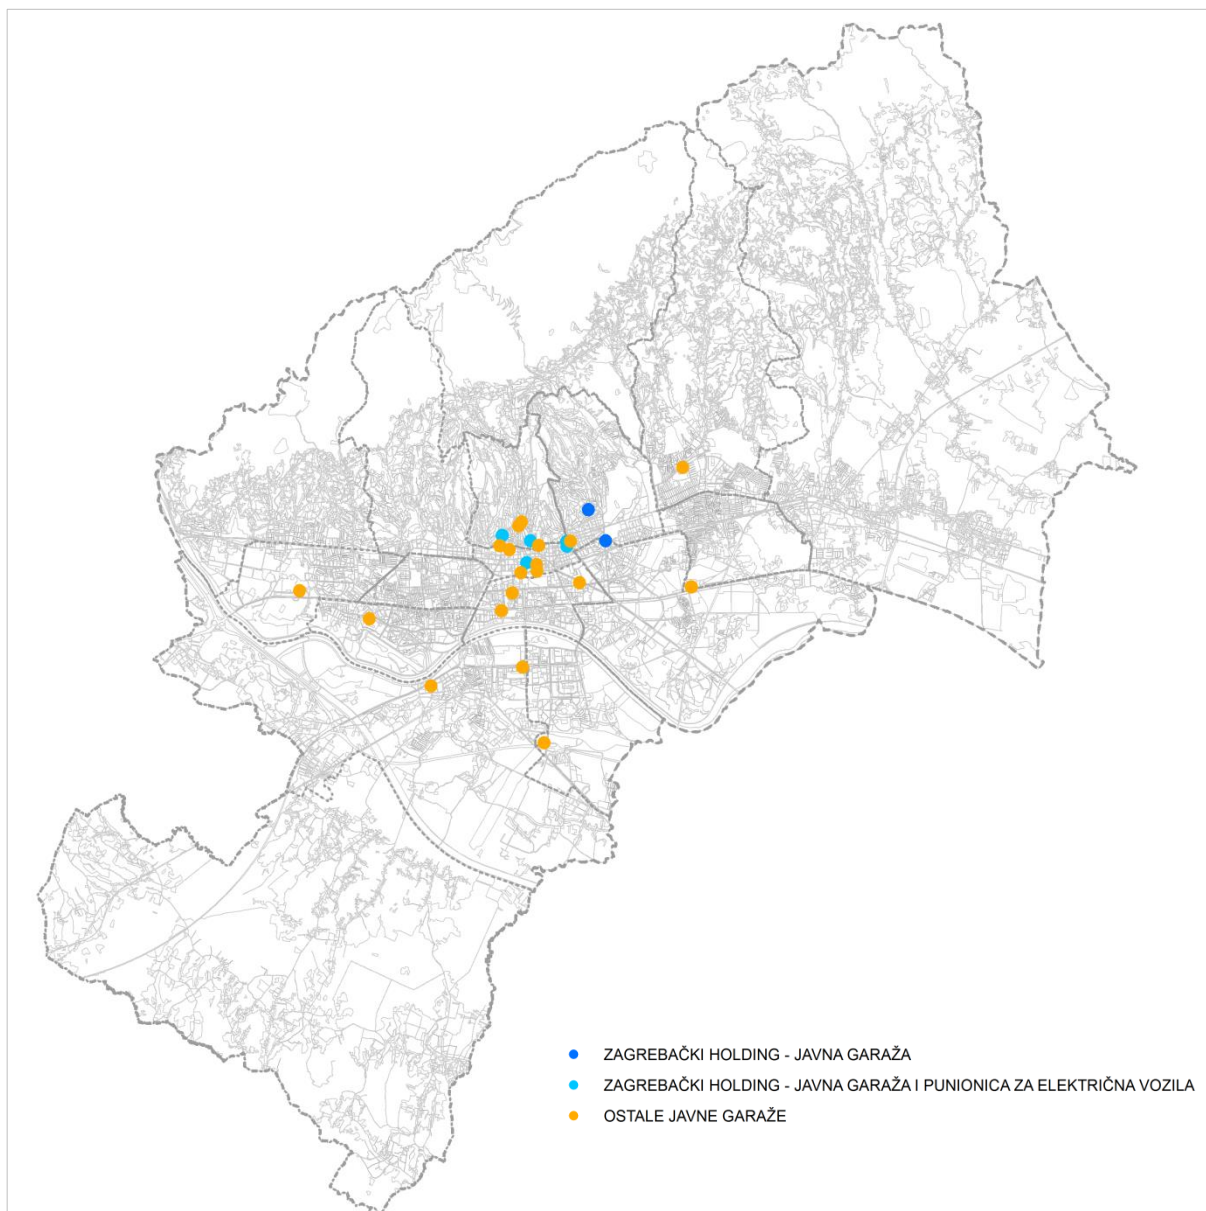 ZAGREBAČKI HOLDING - JAVNA GARAŽA
ZAGREBAČKI HOLDING - JAVNA GARAŽA I PUNIONICA ZA ELEKTRIČNA VOZILA
OSTALE JAVNE GARAŽE